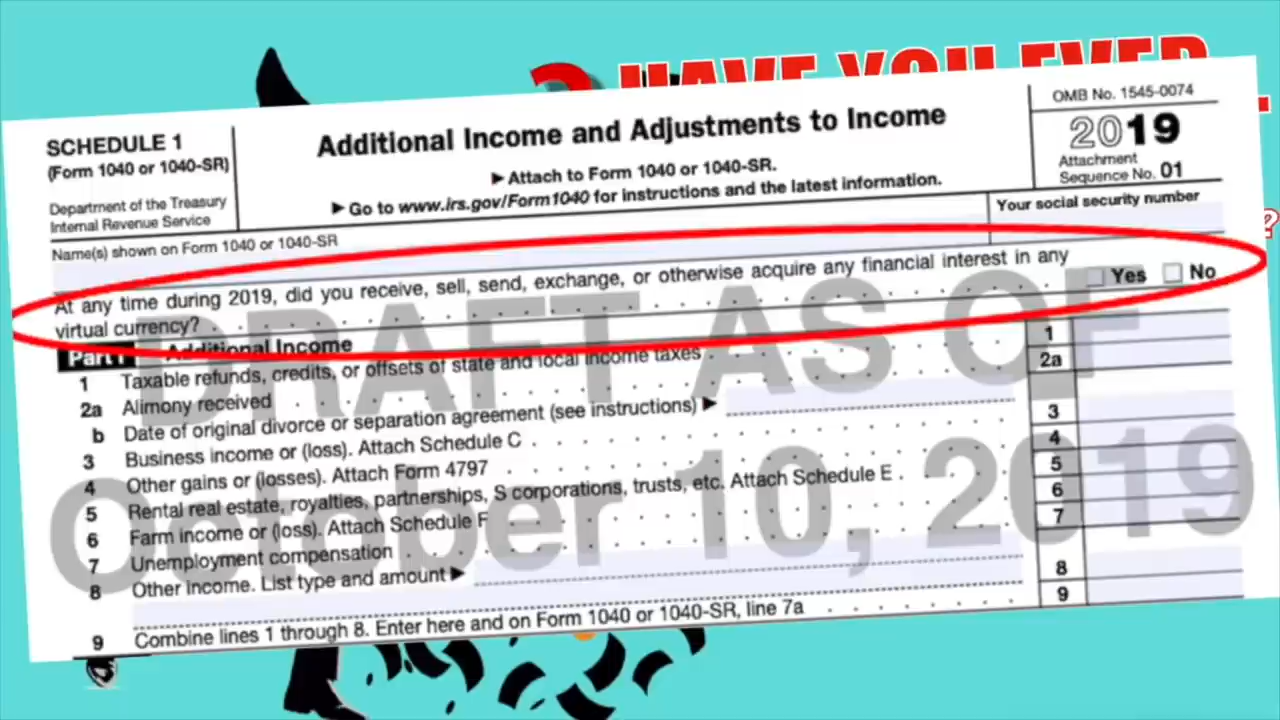 2 HAVE YOU EVER
SCHEDULE 1
(Form 1040 or 1040-SR)
Department of the Treasury
Internal Revenue Service
Additional Income and Adjustments to Income
▶ Attach to Form 1040 or 1040-SR.
▶ Go to www.irs.gov/Form1040 for instructions and the latest information.
OMB No. 1545-0074
2019
Attachment
Sequence No. 01
Name(s) shown on Form 1040 or 1040-SR
Your social security number
At any time during 2019, did you receive, sell, send, exchange, or otherwise acquire any financial interest in any
virtual currency? Yes No
Part I Additional Income
1 Taxable refunds, credits, or offsets of state and local income taxes 1
2a Alimony received 2a
b Date of original divorce or separation agreement (see instructions) ▶
3 Business income or (loss). Attach Schedule C 3
4 Other gains or (losses). Attach Form 4797 4
5 Rental real estate, royalties, partnerships, S corporations, trusts, etc. Attach Schedule E 5
6 Farm income or (loss). Attach Schedule F 6
7 Unemployment compensation 7
8 Other income. List type and amount ▶ 8
9 Combine lines 1 through 8. Enter here and on Form 1040 or 1040-SR, line 7a 9
DRAFT AS OF
October 10, 2019
?